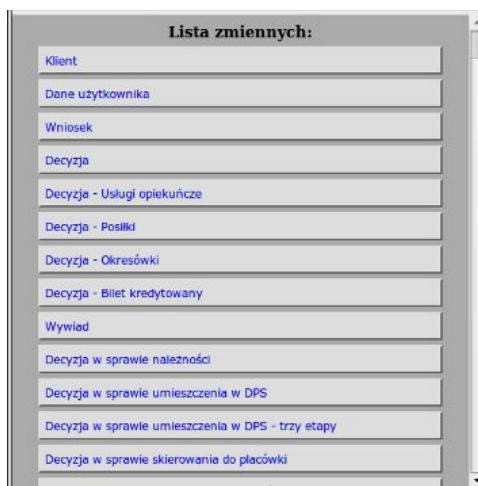 Lista zmiennych:
Klient
Dane użytkownika
Wniosek
Decyzja
Decyzja - Usługi opiekuńcze
Decyzja - Posiłki
Decyzja - Okresówki
Decyzja - Bilet kredytowany
Wywiad
Decyzja w sprawie należności
Decyzja w sprawie umieszczenia w DPS
Decyzja w sprawie umieszczenia w DPS - trzy etapy
Decyzja w sprawie skierowania do placówki